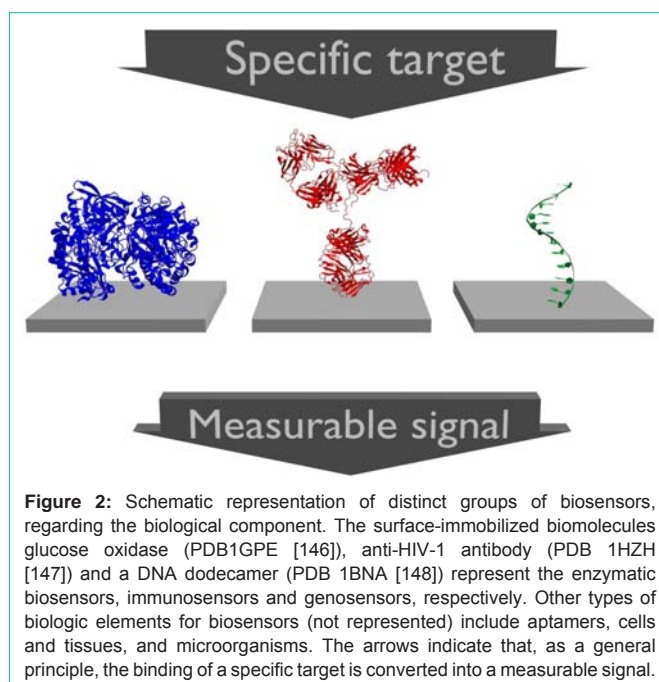 Specific target
Measurable signal
Figure 2: Schematic representation of distinct groups of biosensors,
regarding the biological component. The surface-immobilized biomolecules
glucose oxidase (PDB1GPE [146]), anti-HIV-1 antibody (PDB 1HZH
[147]) and a DNA dodecamer (PDB 1BNA [148]) represent the enzymatic
biosensors, immunosensors and genosensors, respectively. Other types of
biologic elements for biosensors (not represented) include aptamers, cells
and tissues, and microorganisms. The arrows indicate that, as a general
principle, the binding of a specific target is converted into a measurable signal.